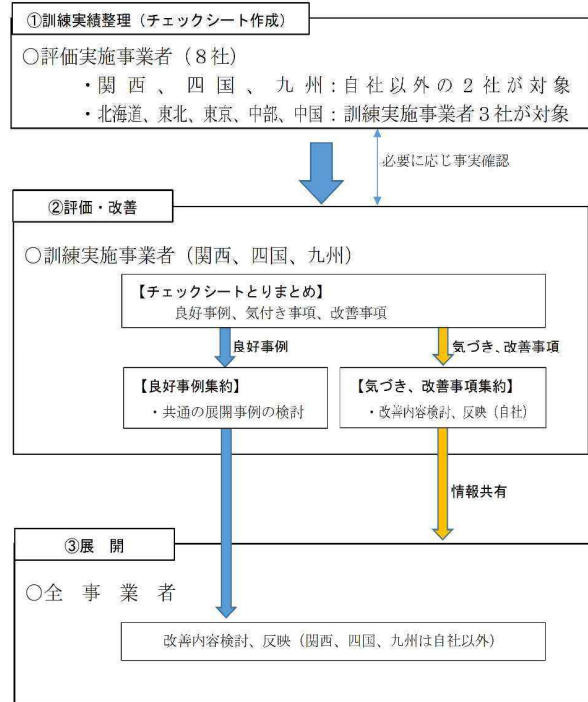 ①訓練実績整理（チェックシート作成）
○評価実施事業者（８社）
・関西、四国、九州：自社以外の２社が対象
・北海道、東北、東京、中部、中国：訓練実施事業者３社が対象
必要に応じ事実確認
②評価・改善
○訓練実施事業者（関西、四国、九州）
【チェックシートとりまとめ】
良好事例、気付き事項、改善事項
良好事例
気づき、改善事項
【良好事例集約】
・共通の展開事例の検討
【気づき、改善事項集約】
・改善内容検討、反映（自社）
情報共有
③展　開
○全　事　業　者
改善内容検討、反映（関西、四国、九州は自社以外）